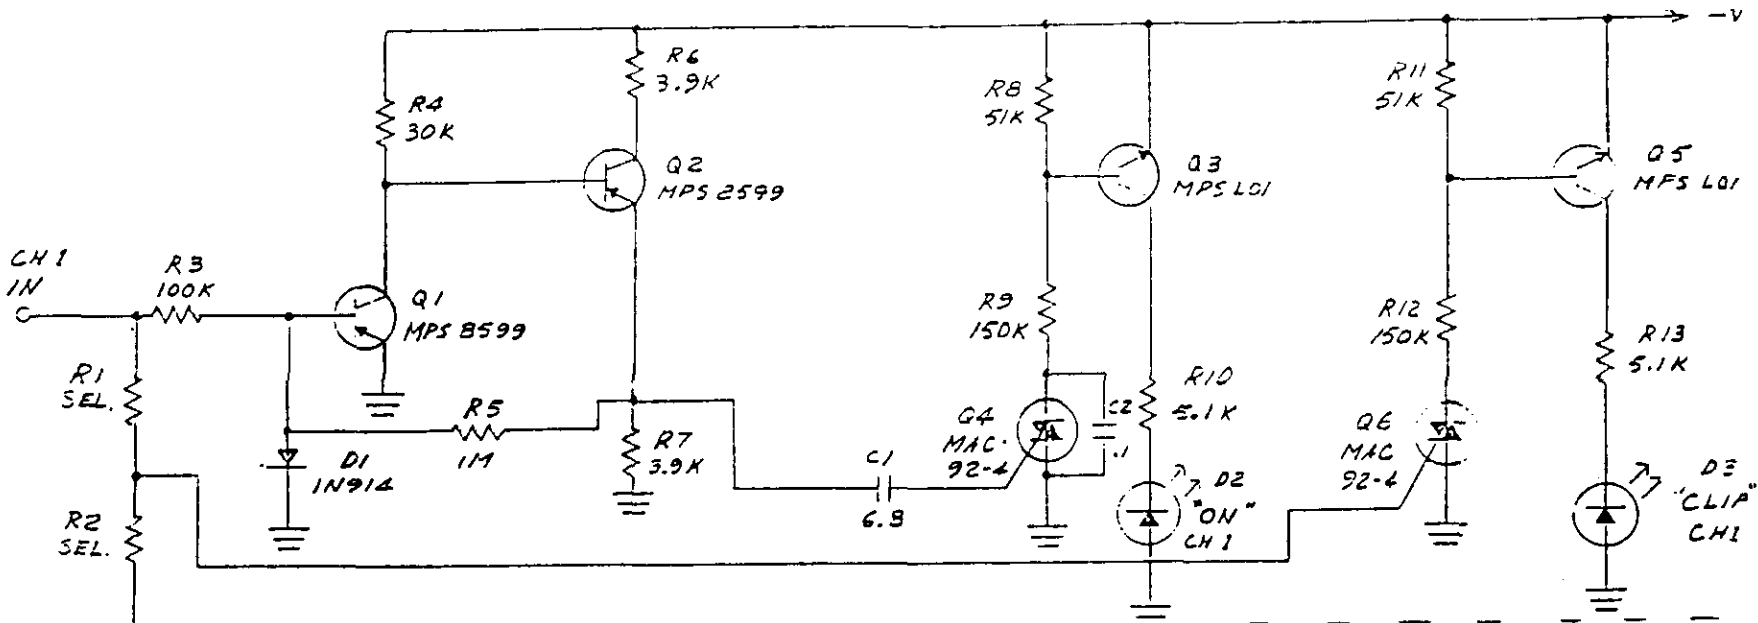 -V
R6
3.9K
R4
30K
R8
51K
R11
51K
Q2
MPS 8599
Q3
MPS L01
Q5
MPS L01
CH 1
IN
R3
100K
Q1
MPS 8599
R9
150K
R12
150K
R13
5.1K
R1
SEL.
R5
1M
R7
3.9K
R10
5.1K
C2
.1
Q4
MAC
92-4
Q6
MAC
92-4
D1
1N914
C1
6.8
D2
"ON"
CH 1
D3
"CLIP"
CH1
R2
SEL.